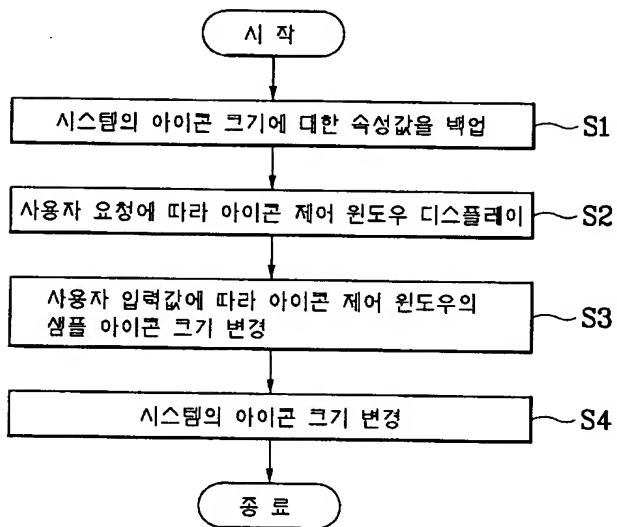 시 작
시스템의 아이콘 크기에 대한 속성값을 백업
S1
사용자 요청에 따라 아이콘 제어 윈도우 디스플레이
S2
사용자 입력값에 따라 아이콘 제어 윈도우의
샘플 아이콘 크기 변경
S3
시스템의 아이콘 크기 변경
S4
종 료